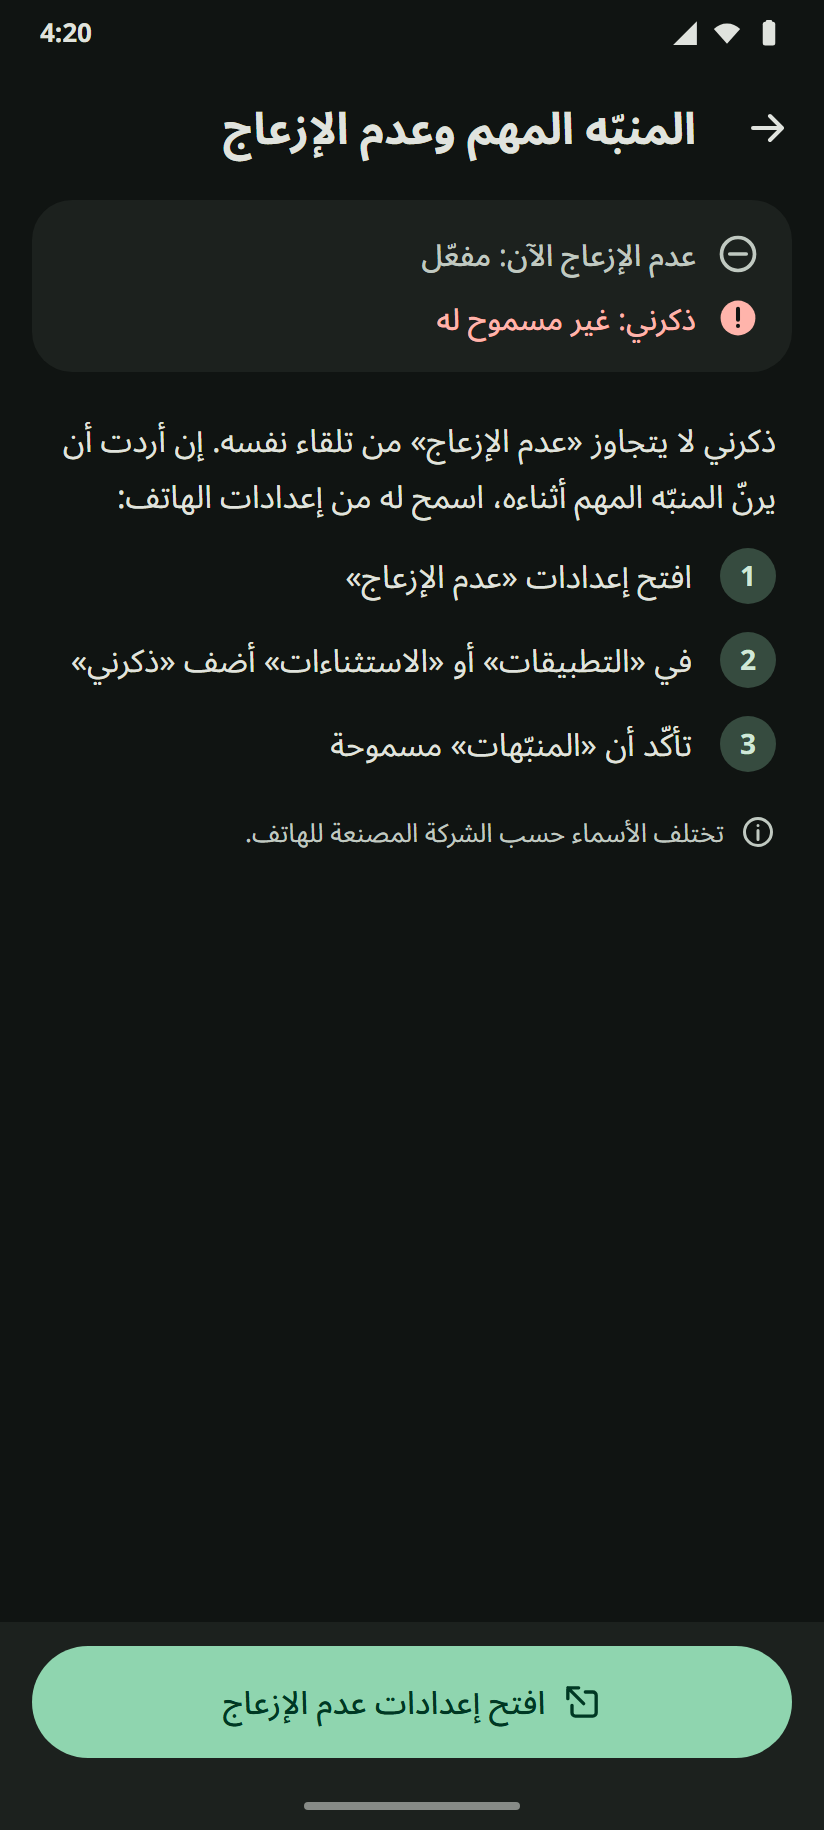 4:20
المنبّه المهم وعدم الإزعاج
عدم الإزعاج الآن: مفعّل
ذكرني: غير مسموح له
ذكرني لا يتجاوز «عدم الإزعاج» من تلقاء نفسه. إن أردت أن
يرنّ المنبّه المهم أثناءه، اسمح له من إعدادات الهاتف:
1 افتح إعدادات «عدم الإزعاج»
2 في «التطبيقات» أو «الاستثناءات» أضف «ذكرني»
3 تأكّد أن «المنبّهات» مسموحة
تختلف الأسماء حسب الشركة المصنعة للهاتف.
افتح إعدادات عدم الإزعاج